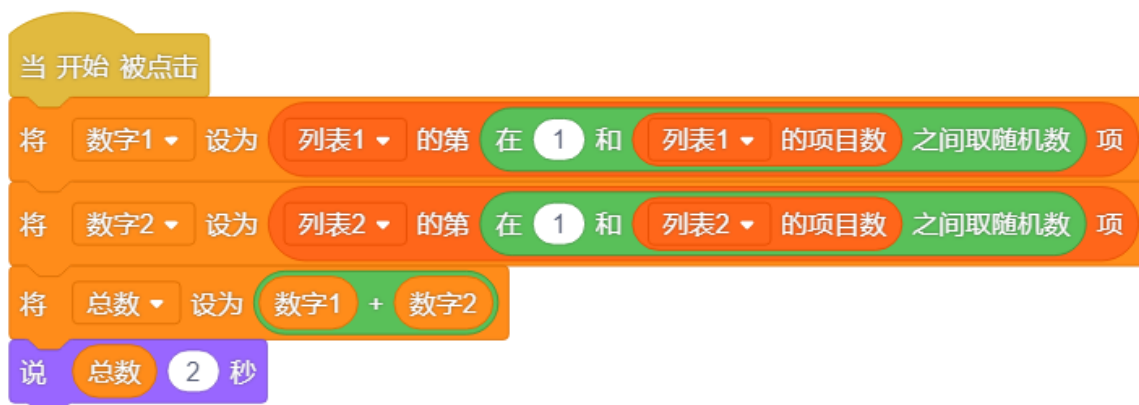 当 开始 被点击
将 数字1 设为 列表1 的第 在 1 和 列表1 的项目数 之间取随机数 项
将 数字2 设为 列表2 的第 在 1 和 列表2 的项目数 之间取随机数 项
将 总数 设为 数字1 + 数字2
说 总数 2 秒